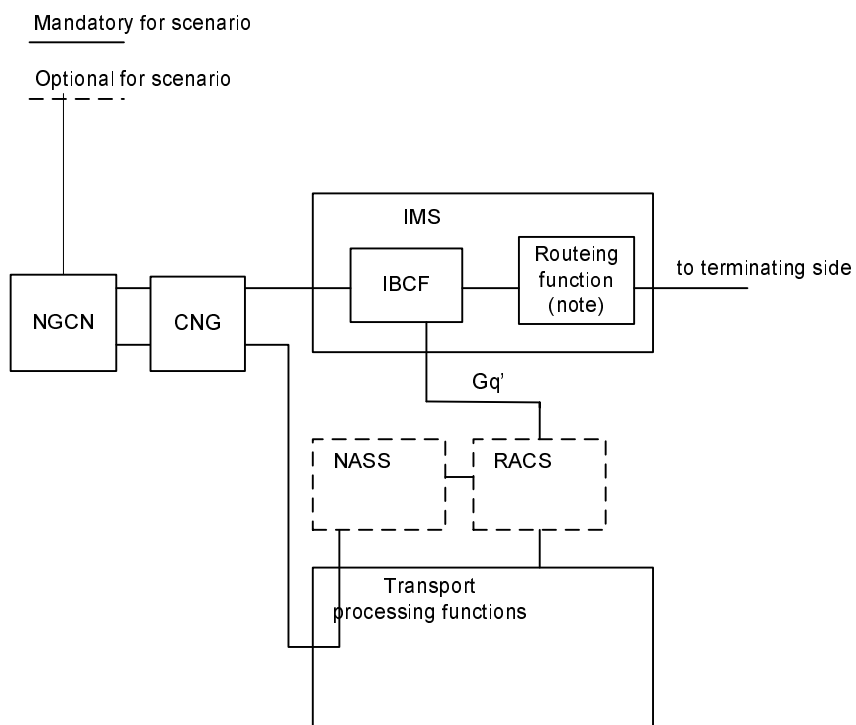 Mandatory for scenario
Optional for scenario
IMS
NGCN
CNG
IBCF
Routeing
function
(note)
to terminating side
Gq’
NASS
RACS
Transport
processing functions